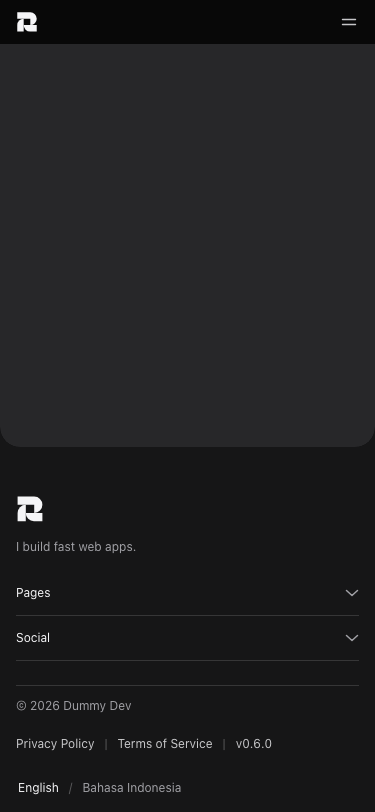 I build fast web apps.
Pages
Social
© 2026 Dummy Dev
Privacy Policy | Terms of Service | v0.6.0
English / Bahasa Indonesia